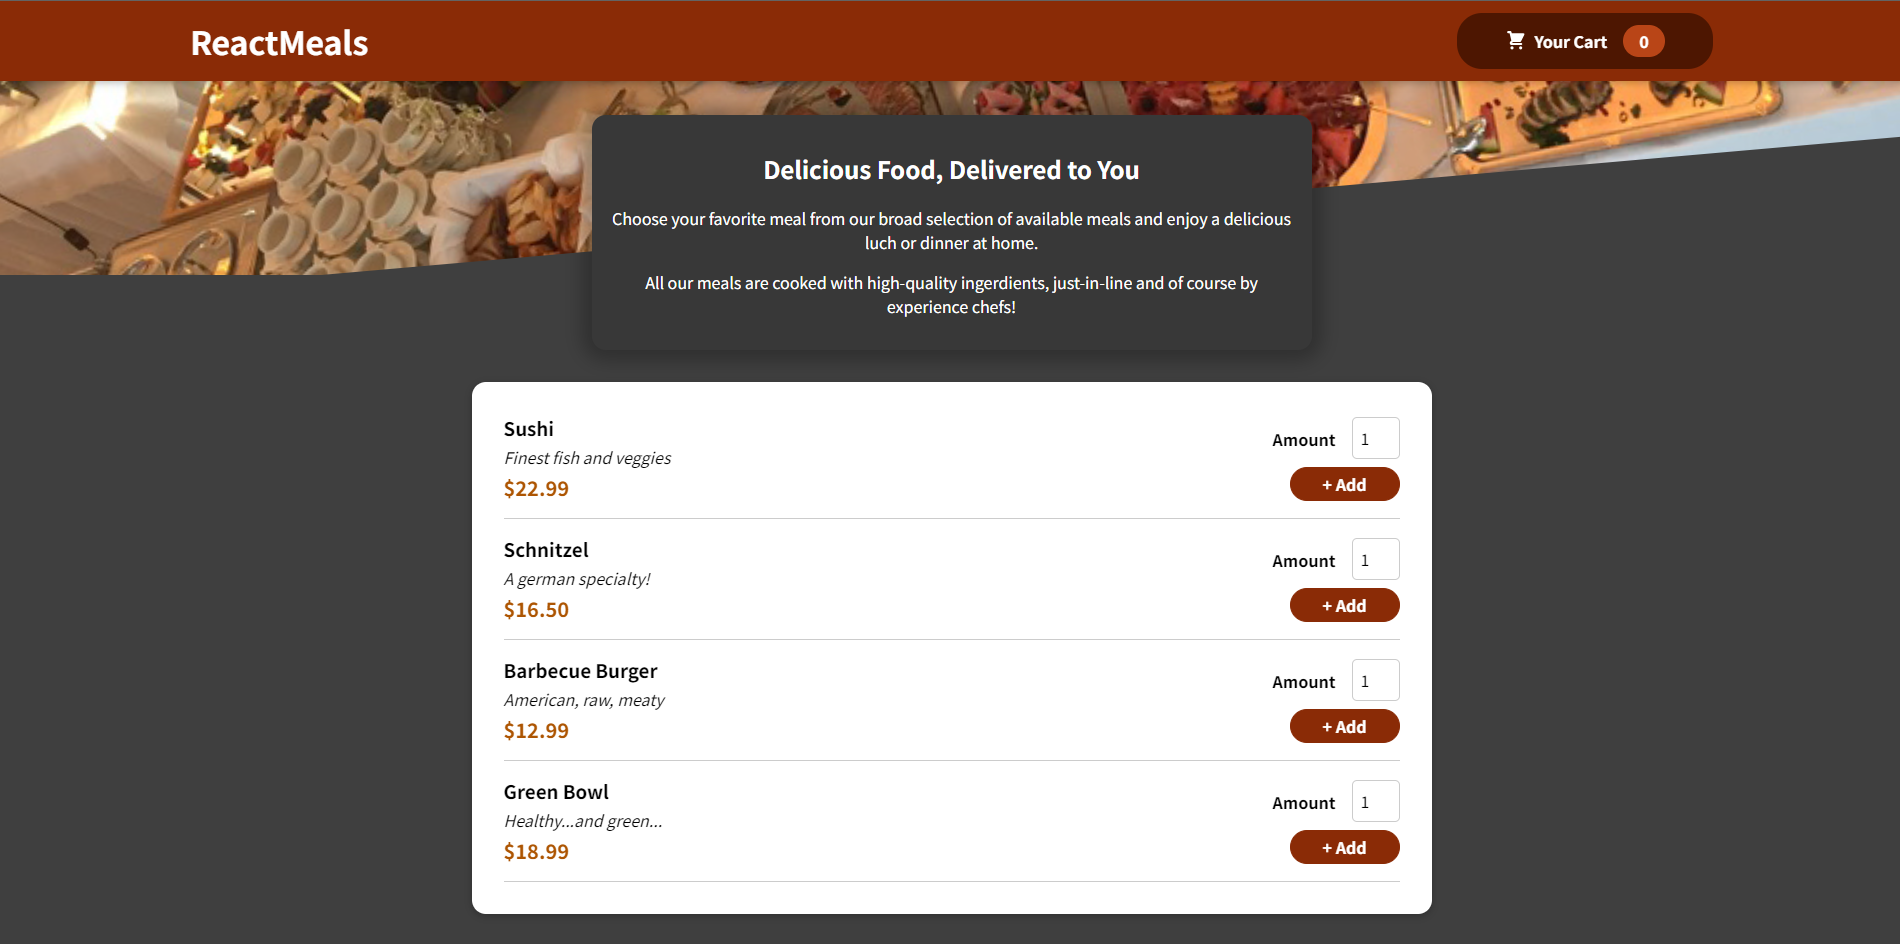 ReactMeals
Your Cart 0
Delicious Food, Delivered to You
Choose your favorite meal from our broad selection of available meals and enjoy a delicious
luch or dinner at home.
All our meals are cooked with high-quality ingerdients, just-in-line and of course by
experience chefs!
Sushi
Finest fish and veggies
$22.99
Amount 1
+ Add
Schnitzel
A german specialty!
$16.50
Amount 1
+ Add
Barbecue Burger
American, raw, meaty
$12.99
Amount 1
+ Add
Green Bowl
Healthy...and green...
$18.99
Amount 1
+ Add